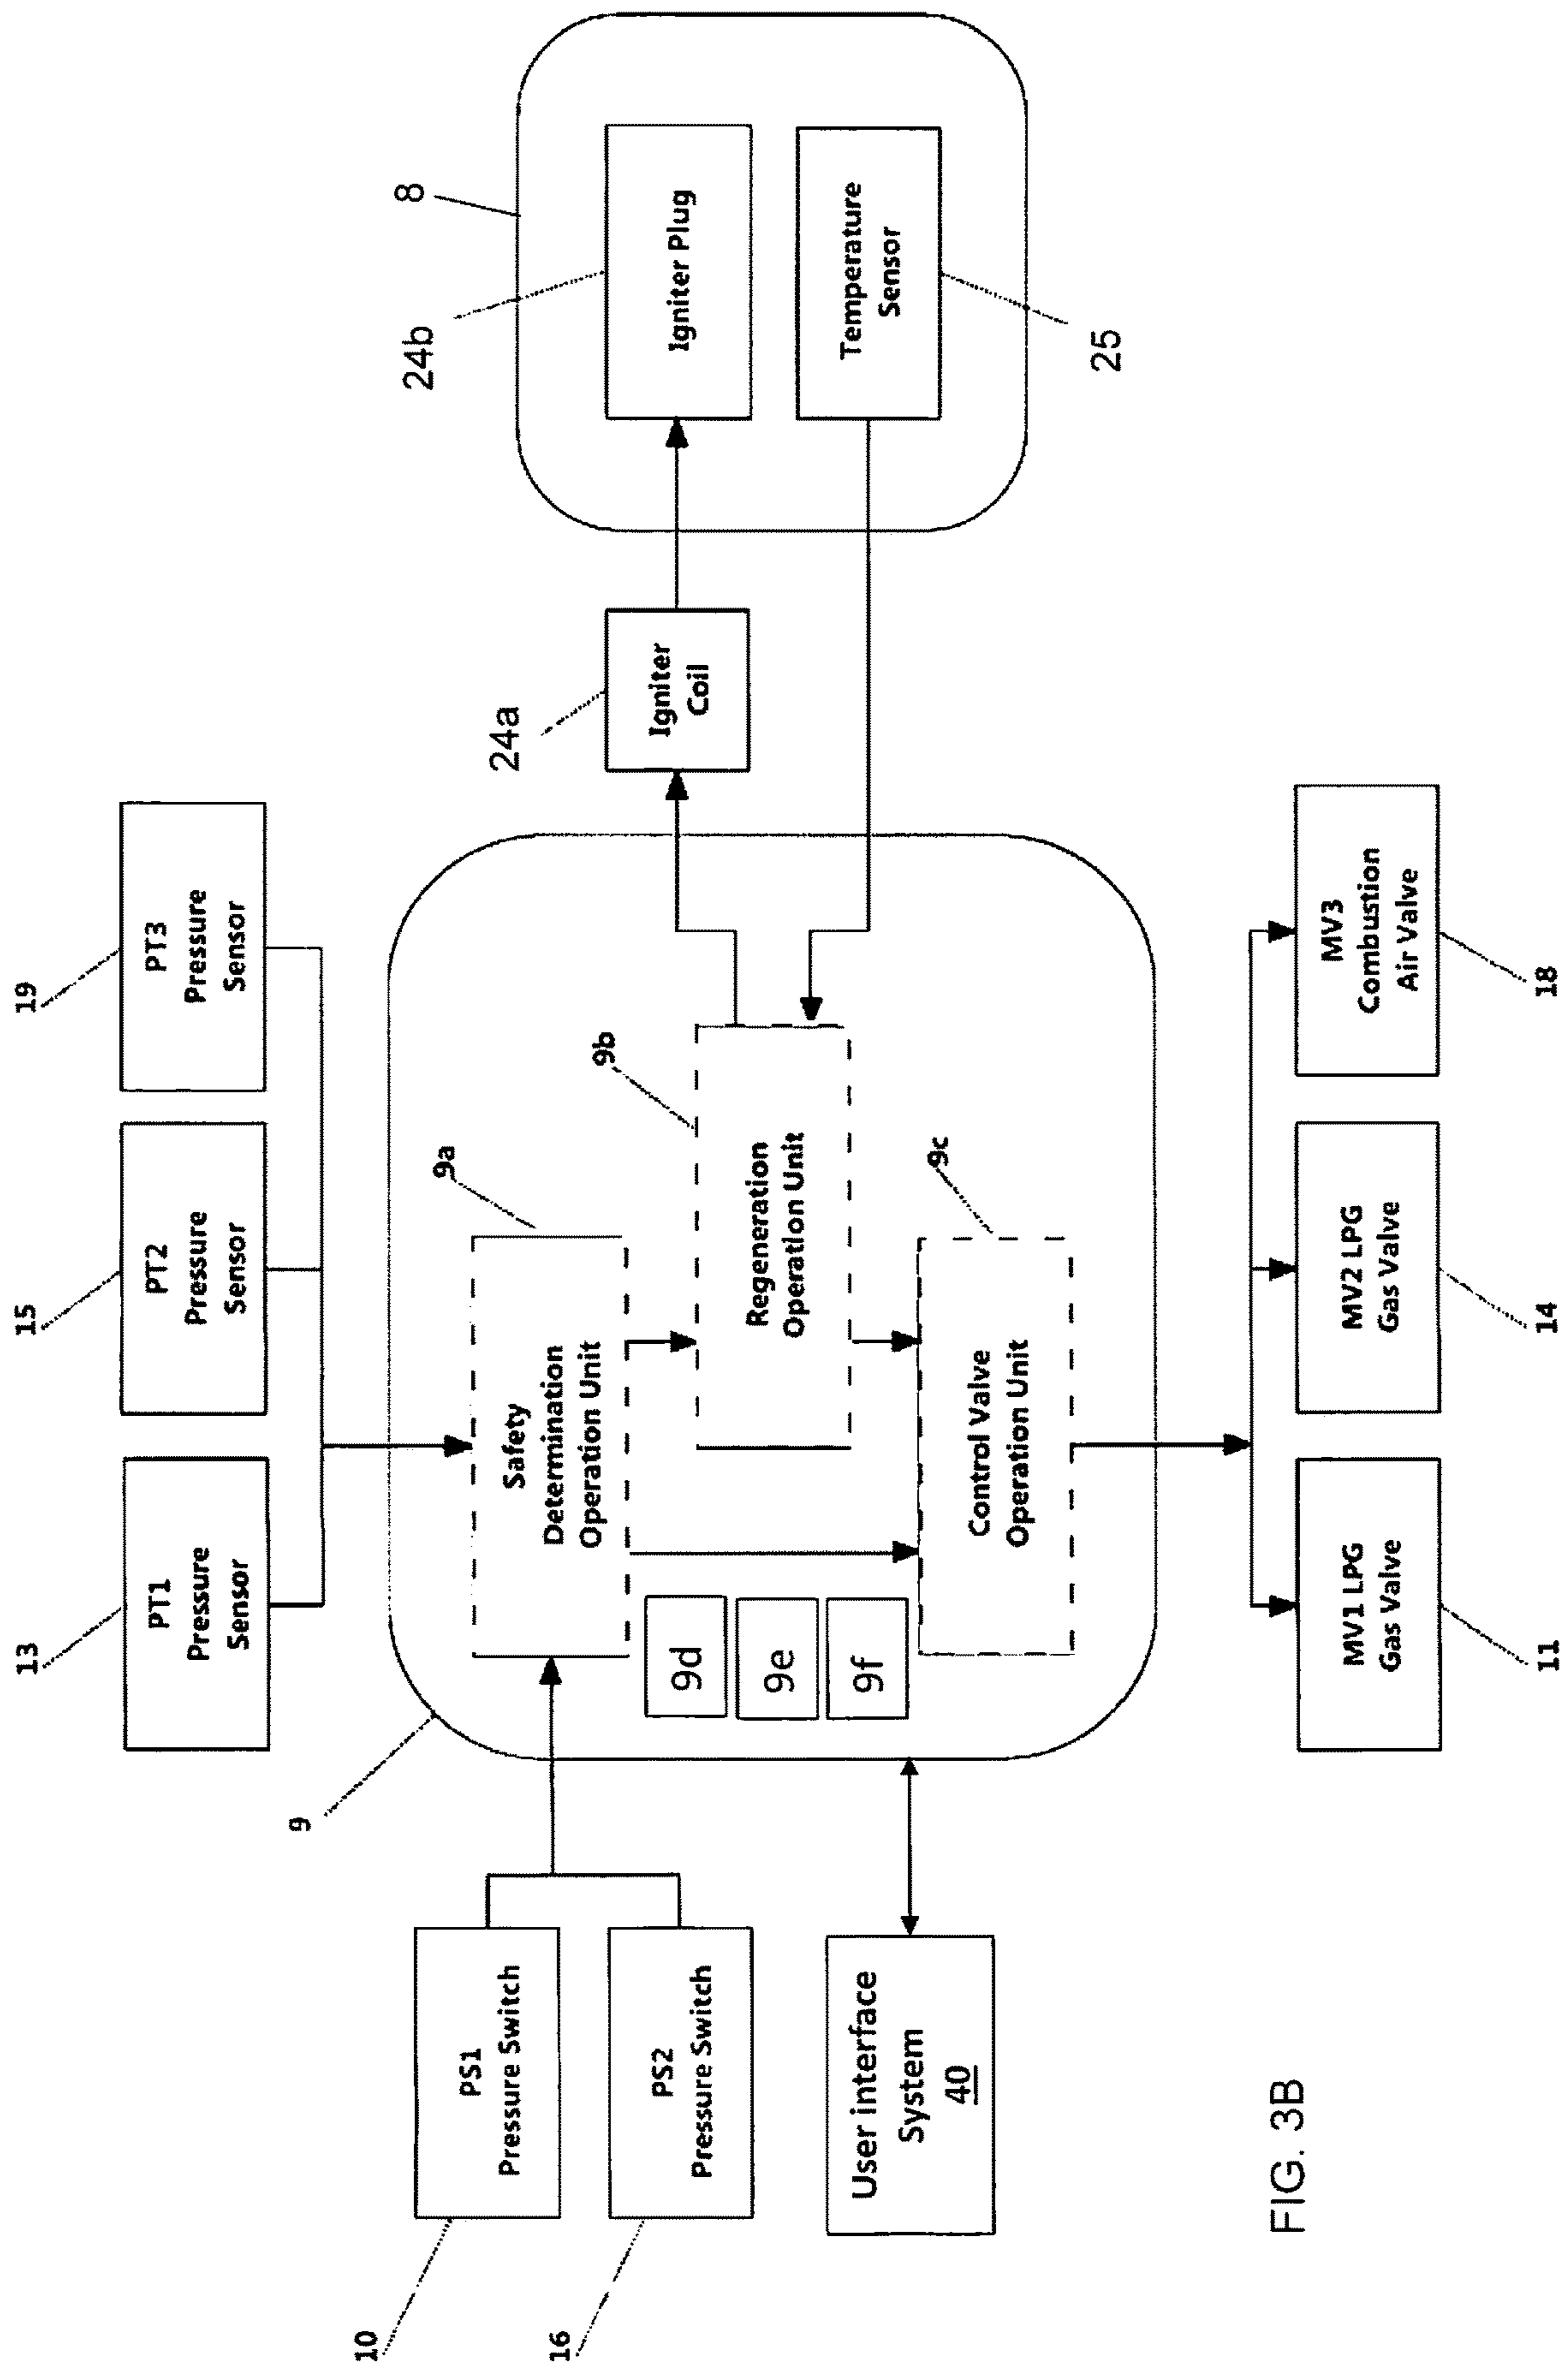 13
15
19
PT1
Pressure
Sensor
PT2
Pressure
Sensor
PT3
Pressure
Sensor
10
PS1
Pressure Switch
16
PS2
Pressure Switch
User interface
System
40
9
9a
Safety
Determination
Operation Unit
9b
Regeneration
Operation Unit
9c
Control Valve
Operation Unit
9d
9e
9f
24a
Igniter
Coil
8
24b
Igniter Plug
Temperature
Sensor
25
MV1 LPG
Gas Valve
MV2 LPG
Gas Valve
MV3
Combustion
Air Valve
11
14
18
FIG. 3B